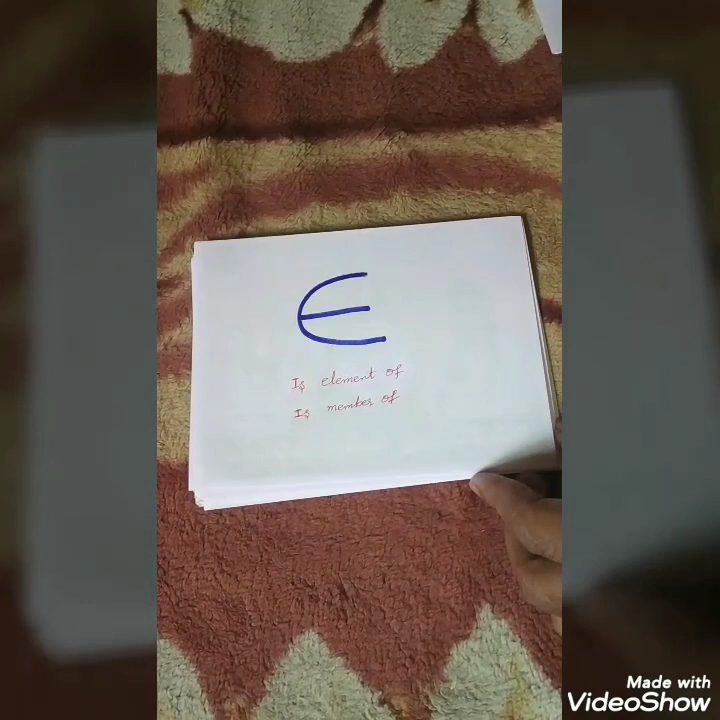 ∈
Is element of
Is member of
Made with
VideoShow